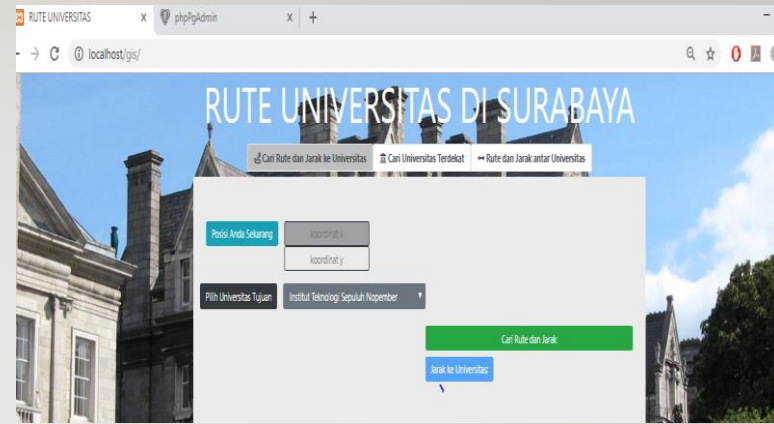 RUTE UNIVERSITAS x phpPgAdmin x +
localhost/gis/
RUTE UNIVERSITAS DI SURABAYA
Cari Rute dan Jarak ke Universitas Cari Universitas Terdekat Rute dan Jarak antar Universitas
Posisi Anda Sekarang koordinat x
koordinat y
Pilih Universitas Tujuan Institut Teknologi Sepuluh Nopember
Cari Rute dan Jarak
Jarak ke Universitas: